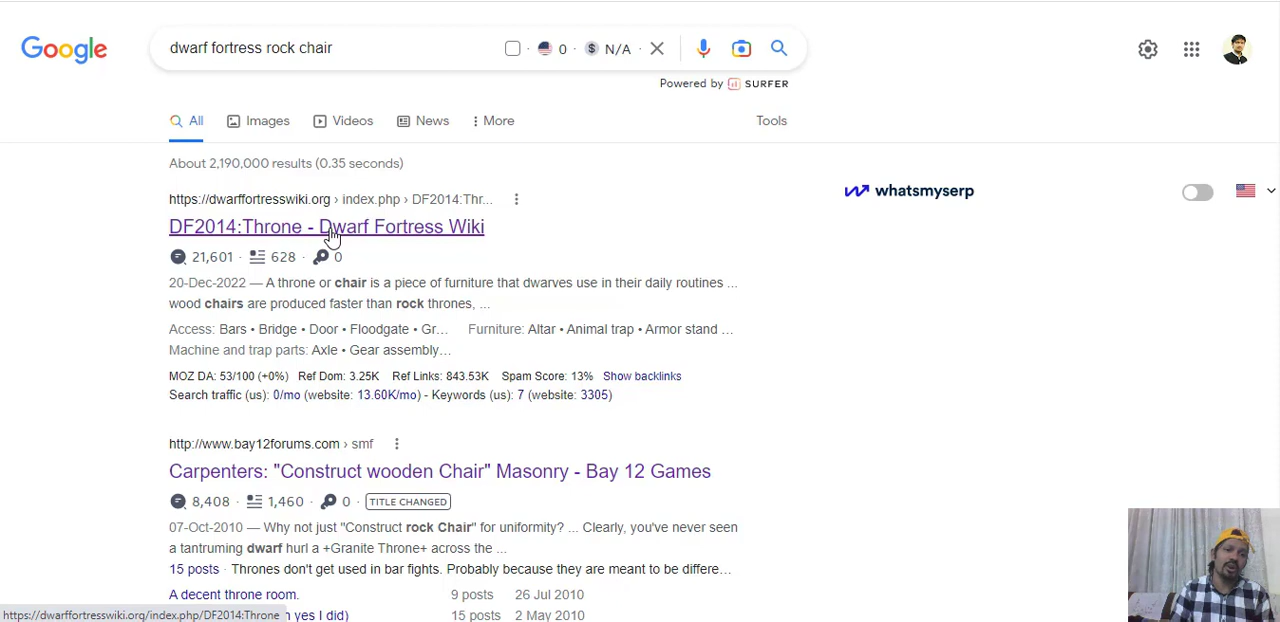 Google
dwarf fortress rock chair
0 · N/A ·
Powered by SURFER
All Images Videos News More Tools
About 2,190,000 results (0.35 seconds)
https://dwarffortresswiki.org › index.php › DF2014:Thr...
whatsmyserp
DF2014:Throne - Dwarf Fortress Wiki
21,601 · 628 · 0
20-Dec-2022 — A throne or chair is a piece of furniture that dwarves use in their daily routines ...
wood chairs are produced faster than rock thrones, ...
Access: Bars • Bridge • Door • Floodgate • Gr... Furniture: Altar • Animal trap • Armor stand ...
Machine and trap parts: Axle • Gear assembly...
MOZ DA: 53/100 (+0%) Ref Dom: 3.25K Ref Links: 843.53K Spam Score: 13% Show backlinks
Search traffic (us): 0/mo (website: 13.60K/mo) - Keywords (us): 7 (website: 3305)
http://www.bay12forums.com › smf
Carpenters: "Construct wooden Chair" Masonry - Bay 12 Games
8,408 · 1,460 · 0 TITLE CHANGED
07-Oct-2010 — Why not just "Construct rock Chair" for uniformity? ... Clearly, you've never seen
a tantruming dwarf hurl a +Granite Throne+ across the ...
15 posts · Thrones don't get used in bar fights. Probably because they are meant to be differe...
A decent throne room. 9 posts 26 Jul 2010
https://dwarffortresswiki.org/index.php/DF2014:Throne n yes I did) 15 posts 2 May 2010